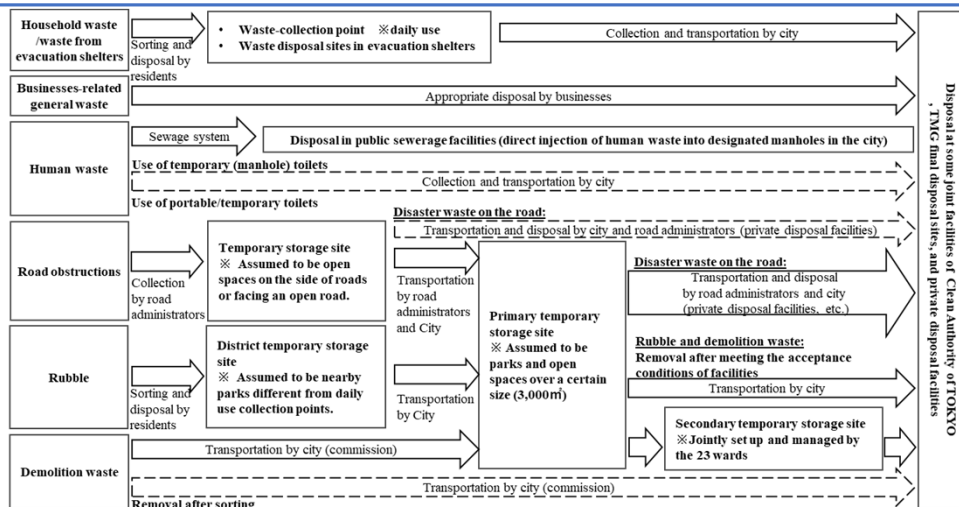 Household waste
/waste from
evacuation shelters
Sorting and
disposal by
residents
• Waste-collection point ※daily use
• Waste disposal sites in evacuation shelters
Collection and transportation by city
Businesses-related
general waste
Appropriate disposal by businesses
Human waste
Sewage system
Disposal in public sewerage facilities (direct injection of human waste into designated manholes in the city)
Use of temporary (manhole) toilets
Collection and transportation by city
Use of portable/temporary toilets
Disaster waste on the road:
Transportation and disposal by city and road administrators (private disposal facilities)
Road obstructions
Collection
by road
administrators
Temporary storage site
※ Assumed to be open
spaces on the side of roads
or facing an open road.
Transportation
by road
administrators
and City
Primary temporary
storage site
※ Assumed to be
parks and open
spaces over a certain
size (3,000㎡)
Disaster waste on the road:
Transportation and disposal
by road administrators and city
(private disposal facilities, etc.)
Rubble
Sorting and
disposal by
residents
District temporary storage
site
※ Assumed to be nearby
parks different from daily
use collection points.
Transportation
by City
Rubble and demolition waste:
Removal after meeting the acceptance
conditions of facilities
Transportation by city
Demolition waste
Transportation by city (commission)
Secondary temporary storage site
※Jointly set up and managed by
the 23 wards
Transportation by city (commission)
Removal after sorting
Disposal at some joint facilities of Clean Authority of TOKYO
, TMG final disposal sites, and private disposal facilities